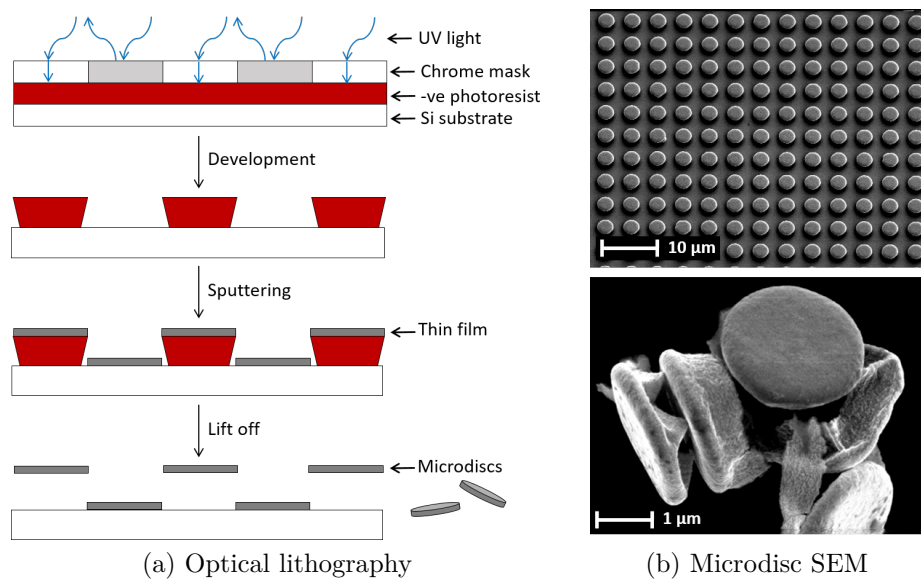 UV light
Chrome mask
-ve photoresist
Si substrate
Development
Sputtering
Thin film
Lift off
Microdiscs
(a) Optical lithography
10 µm
1 µm
(b) Microdisc SEM